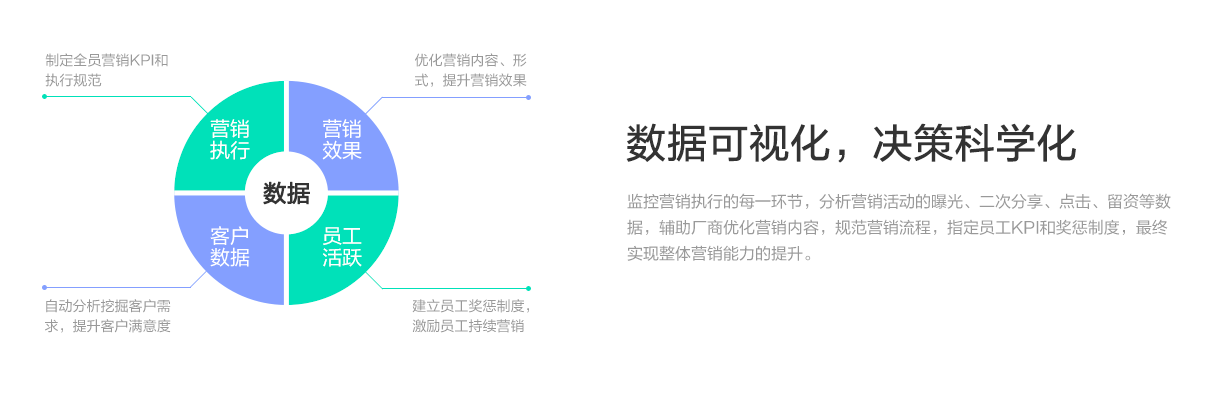 制定全员营销KPI和
执行规范
优化营销内容、形
式，提升营销效果
营销
执行
营销
效果
数据
客户
数据
员工
活跃
自动分析挖掘客户需
求，提升客户满意度
建立员工奖惩制度，
激励员工持续营销
数据可视化，决策科学化
监控营销执行的每一环节，分析营销活动的曝光、二次分享、点击、留资等数
据，辅助厂商优化营销内容，规范营销流程，指定员工KPI和奖惩制度，最终
实现整体营销能力的提升。